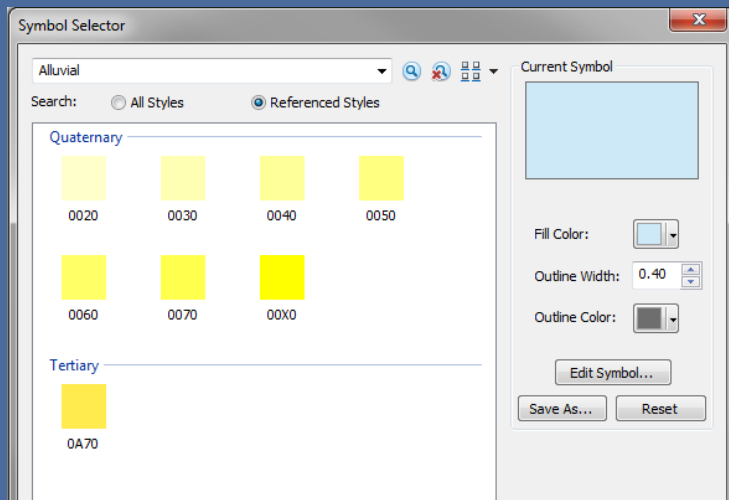 Symbol Selector
Alluvial
Search: All Styles Referenced Styles
Quaternary
0020 0030 0040 0050
0060 0070 00X0
Tertiary
0A70
Current Symbol
Fill Color:
Outline Width: 0.40
Outline Color:
Edit Symbol...
Save As... Reset